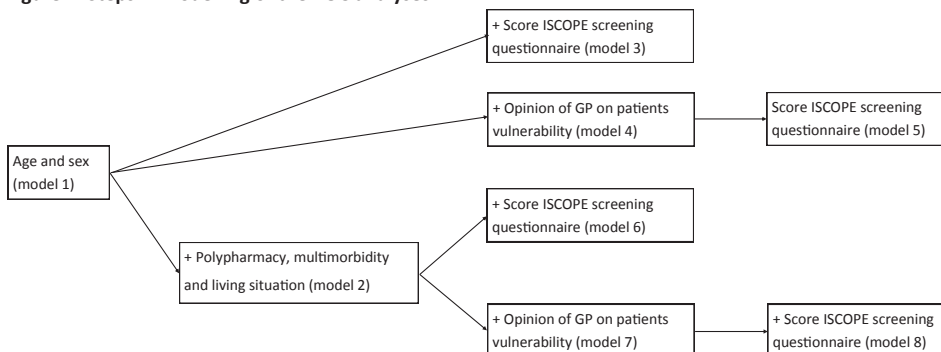 + Score ISCOPE screening
questionnaire (model 3)
+ Opinion of GP on patients
vulnerability (model 4)
Score ISCOPE screening
questionnaire (model 5)
Age and sex
(model 1)
+ Score ISCOPE screening
questionnaire (model 6)
+ Polypharmacy, multimorbidity
and living situation (model 2)
+ Opinion of GP on patients
vulnerability (model 7)
+ Score ISCOPE screening
questionnaire (model 8)